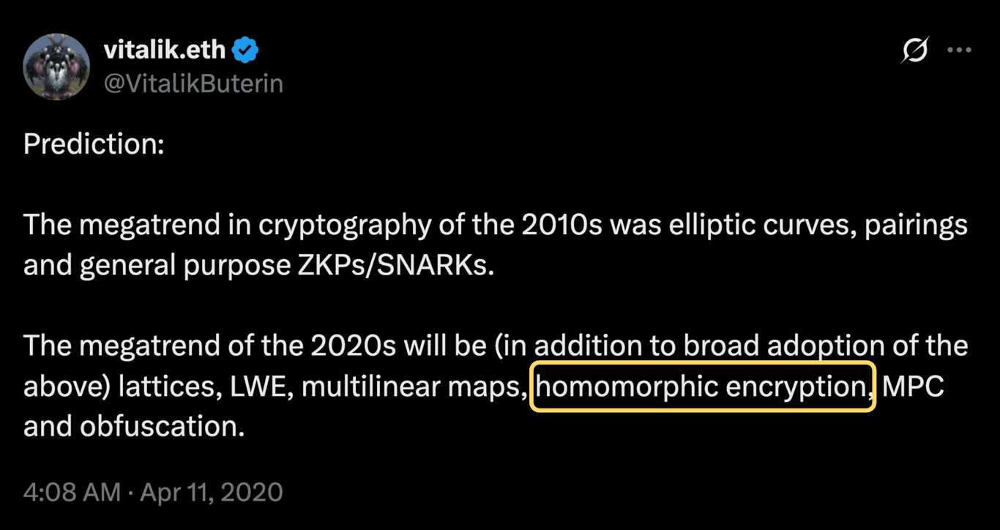 vitalik.eth
@VitalikButerin
Prediction:
The megatrend in cryptography of the 2010s was elliptic curves, pairings
and general purpose ZKPs/SNARKs.
The megatrend of the 2020s will be (in addition to broad adoption of the
above) lattices, LWE, multilinear maps, homomorphic encryption, MPC
and obfuscation.
4:08 AM · Apr 11, 2020